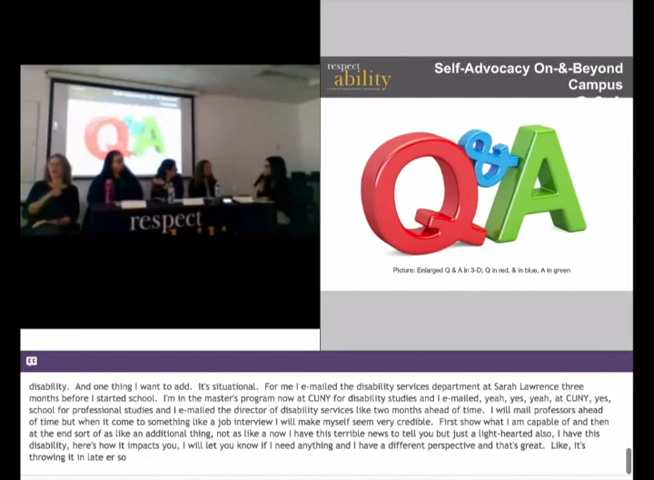 respect
ability
Self-Advocacy On-&-Beyond
Campus
Q&A
Q&A
respect
Picture: Enlarged Q & A in 3-D; Q in red, & in blue, A in green
disability. And one thing I want to add. It's situational. For me I e-mailed the disability services department at Sarah Lawrence three
months before I started school. I'm in the master's program now at CUNY for disability studies and I e-mailed, yeah, yes, yeah, at CUNY, yes,
school for professional studies and I e-mailed the director of disability services like two months ahead of time. I will mail professors ahead
of time but when it come to something like a job interview I will make myself seem very credible. First show what I am capable of and then
at the end sort of as like an additional thing, not as like a now I have this terrible news to tell you but just a light-hearted also, I have this
disability, here's how it impacts you, I will let you know if I need anything and I have a different perspective and that's great. Like, it's
throwing it in late er so